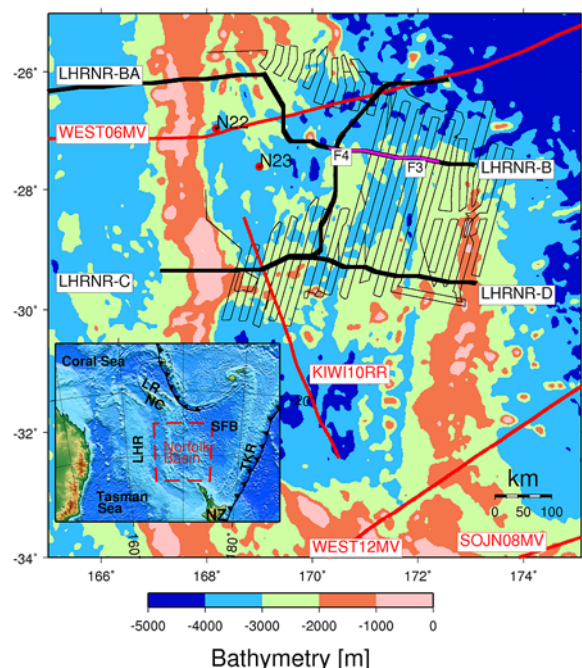 -26°
LHRNR-BA
WEST06MV
N22
N23
F4
F3
LHRNR-B
-28°
LHRNR-C
LHRNR-D
-30°
KIWI10RR
20°
Coral Sea
LR
NC
SFB
LHR
Norfolk
Basin
TKR
Tasman
Sea
NZ
160°
180°
-32°
km
0 50 100
WEST12MV
SOJN08MV
-34°
166° 168° 170° 172° 174°
-5000 -4000 -3000 -2000 -1000 0
Bathymetry [m]